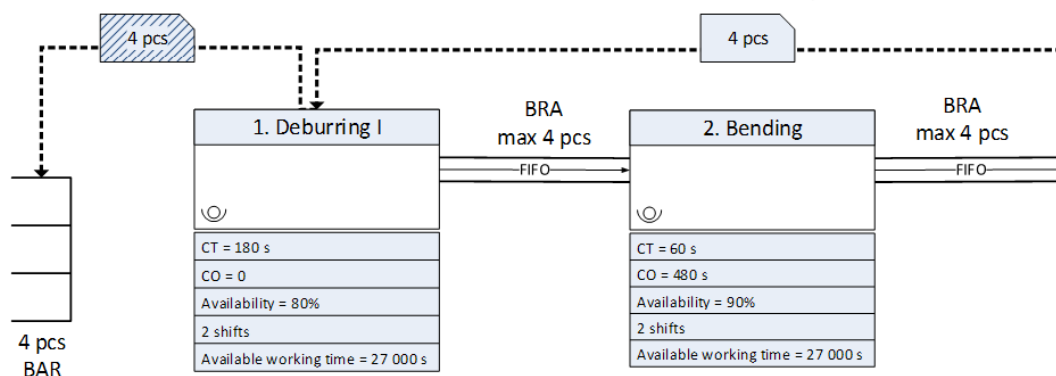 4 pcs
4 pcs
BRA
max 4 pcs
BRA
max 4 pcs
1. Deburring I
2. Bending
FIFO
FIFO
CT = 180 s
CO = 0
Availability = 80%
2 shifts
Available working time = 27 000 s
CT = 60 s
CO = 480 s
Availability = 90%
2 shifts
Available working time = 27 000 s
4 pcs
BAR